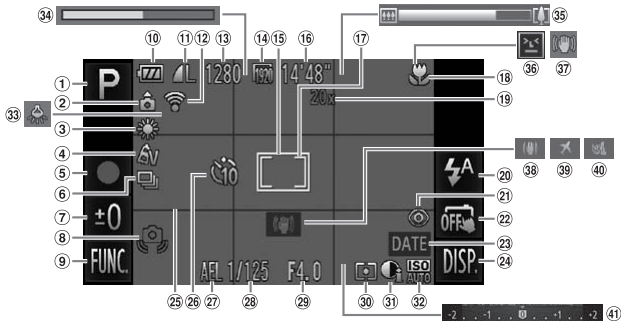 ㉞ ㉟
⑩ ⑪ ⑫ ⑬ ⑭ ⑮ ⑯ ⑰
① P L 1280 1920 14'48" ⑱ ㊱ ㊲
② 20x ⑲
㉝
③
④ ㊳ ㊴ ㊵
⑤ 10 A ⑳
⑥ ㉑
⑦ ±0 OFF ㉒
⑧ DATE ㉓
⑨ FUNC. AEL 1/125 F4.0 ISO AUTO DISP. ㉔
㉕ ㉖ ㉗ ㉘ ㉙ ㉚ ㉛ ㉜
-2 . . -1 . . 0 . . +1 . . +2 ㊶